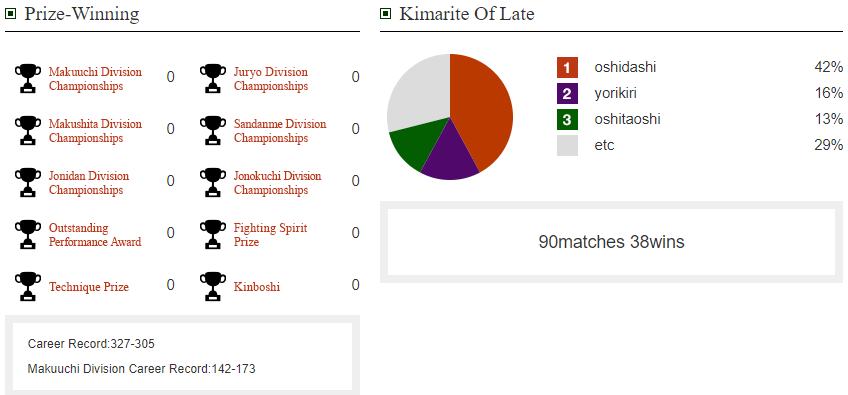 Prize-Winning
Makuuchi Division
Championships
0
Juryo Division
Championships
0
Makushita Division
Championships
0
Sandanme Division
Championships
0
Jonidan Division
Championships
0
Jonokuchi Division
Championships
0
Outstanding
Performance Award
0
Fighting Spirit
Prize
0
Technique Prize
0
Kinboshi
0
Career Record:327-305
Makuuchi Division Career Record:142-173
Kimarite Of Late
1 oshidashi 42%
2 yorikiri 16%
3 oshitaoshi 13%
etc 29%
90matches 38wins